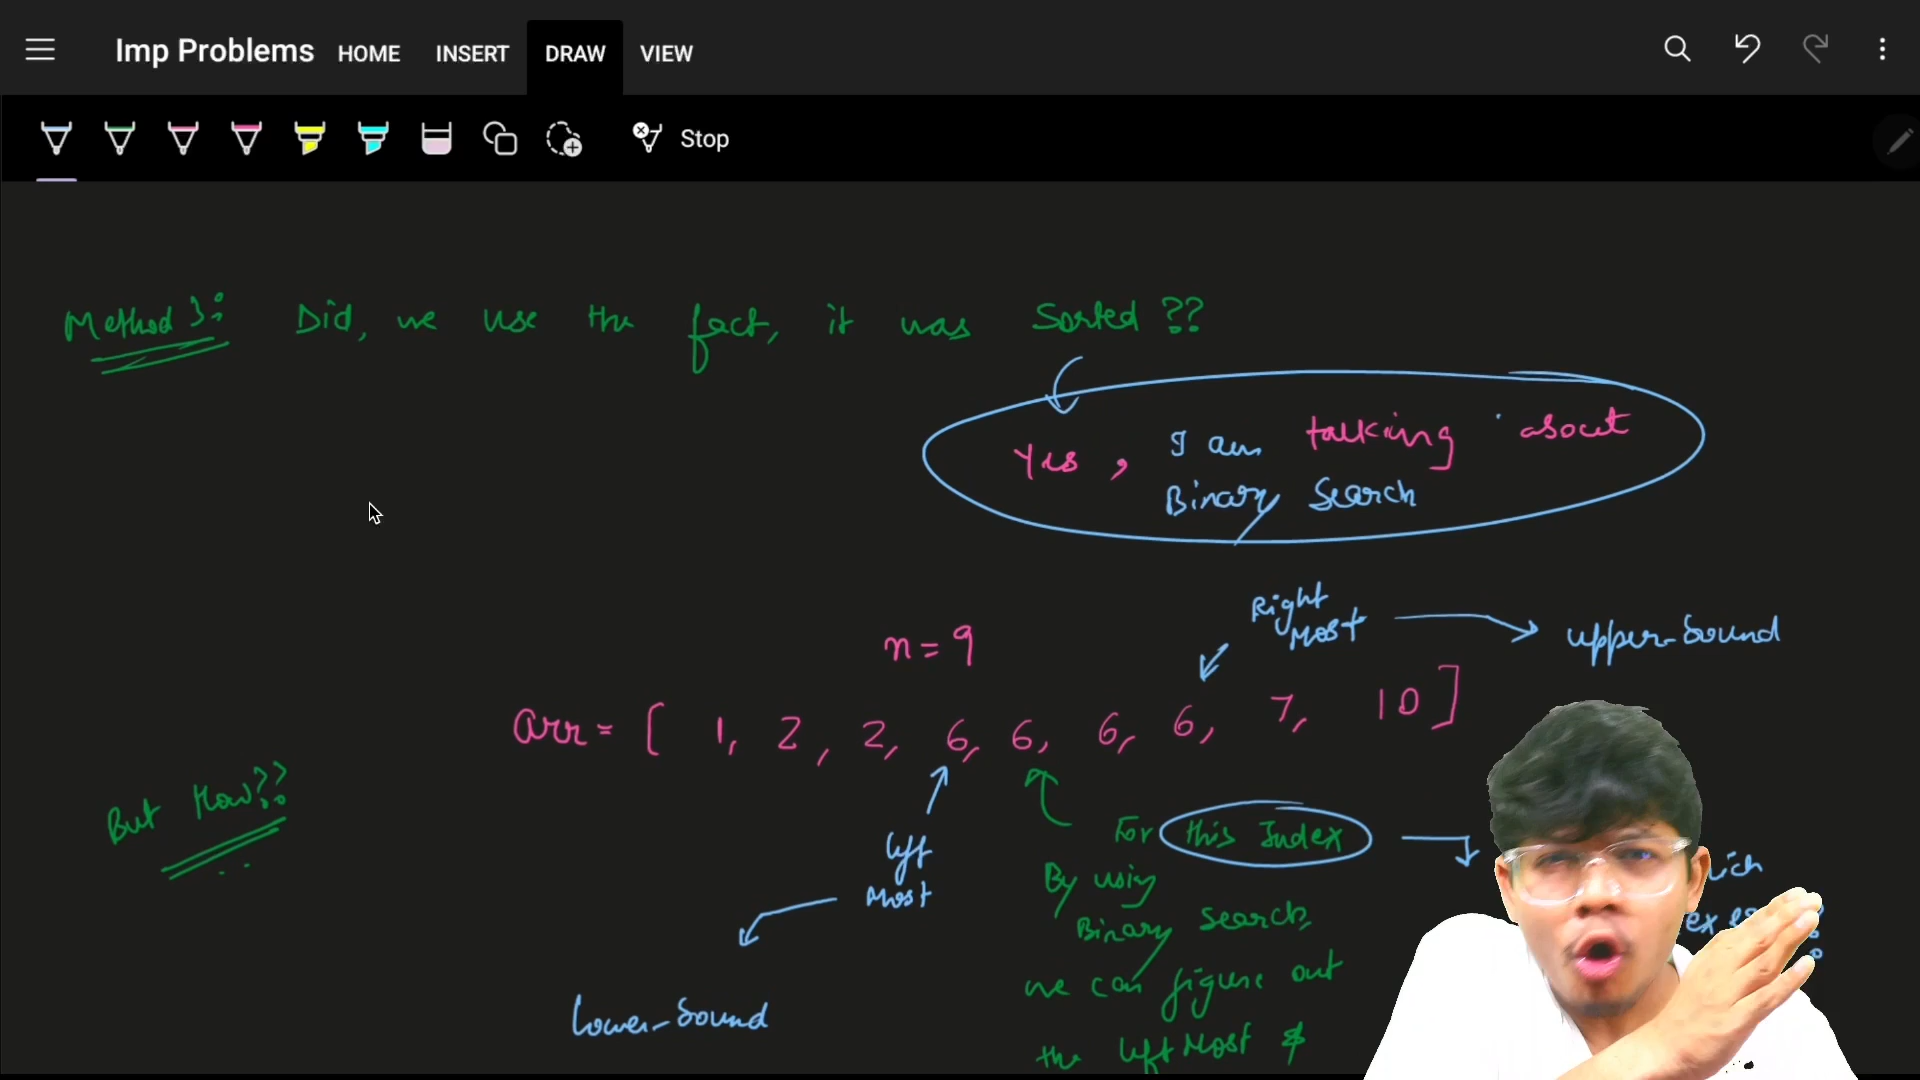 Imp Problems HOME INSERT DRAW VIEW
Stop
Method 3: Did, we use the fact, it was Sorted ??
Yes, I am talking about
Binary Search
n = 9
Right
Most
upper-bound
arr = [ 1, 2, 2, 6, 6, 6, 6, 7, 10 ]
But How??
left
Most
lower-bound
For this Index
By using
Binary Search,
we can figure out
the left Most &